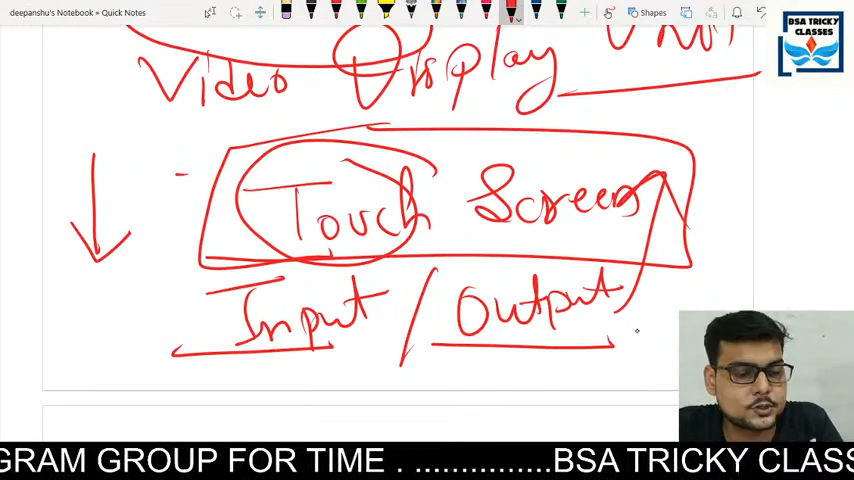 deepanshu's Notebook » Quick Notes
Shapes
BSA TRICKY
CLASSES
Video Display
Touch Screen
Input / Output
GRAM GROUP FOR TIME . ...............BSA TRICKY CLASS